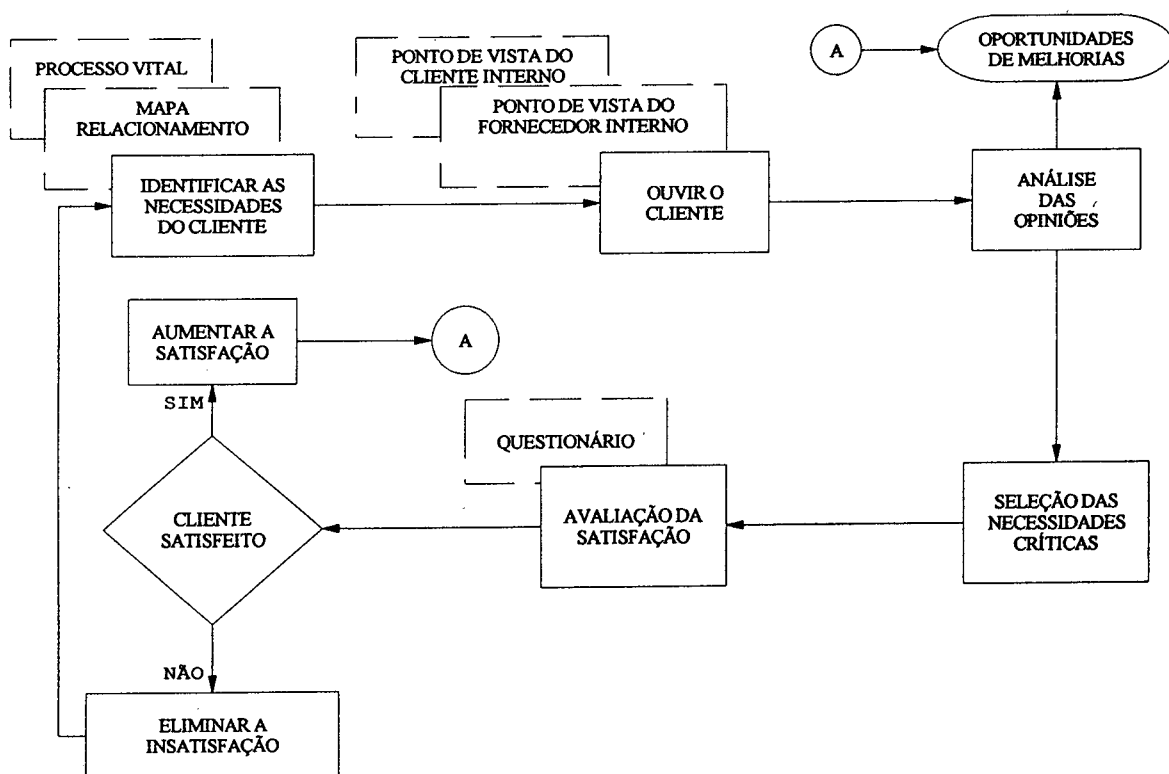 PROCESSO VITAL
MAPA
RELACIONAMENTO
IDENTIFICAR AS
NECESSIDADES
DO CLIENTE
PONTO DE VISTA DO
CLIENTE INTERNO
PONTO DE VISTA DO
FORNECEDOR INTERNO
OUVIR O
CLIENTE
A
OPORTUNIDADES
DE MELHORIAS
ANÁLISE
DAS
OPINIÕES
AUMENTAR A
SATISFAÇÃO
A
SIM
QUESTIONÁRIO
CLIENTE
SATISFEITO
AVALIAÇÃO DA
SATISFAÇÃO
SELEÇÃO DAS
NECESSIDADES
CRÍTICAS
NÃO
ELIMINAR A
INSATISFAÇÃO